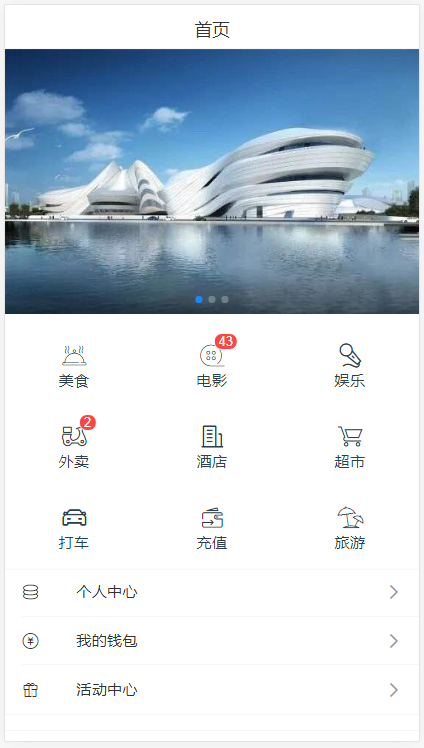 首页
43
美食 电影 娱乐
2
外卖 酒店 超市
打车 充值 旅游
个人中心
我的钱包
活动中心